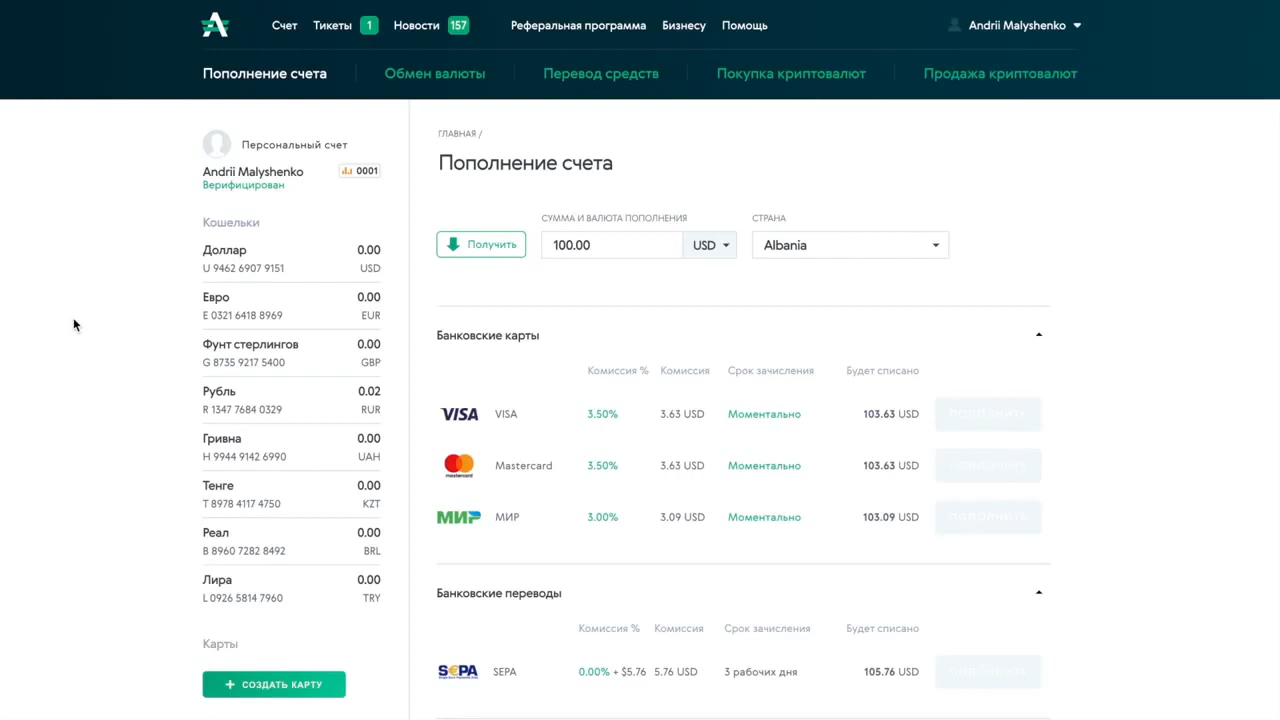 Счет Тикеты 1 Новости 157 Реферальная программа Бизнесу Помощь Andrii Malyshenko
Пополнение счета Обмен валюты Перевод средств Покупка криптовалют Продажа криптовалют
Персональный счет
Andrii Malyshenko 0001
Верифицирован
Кошельки
Доллар 0.00
U 9462 6907 9151 USD
Евро 0.00
E 0321 6418 8969 EUR
Фунт стерлингов 0.00
G 8735 9217 5400 GBP
Рубль 0.02
R 1347 7684 0329 RUR
Гривна 0.00
H 9944 9142 6990 UAH
Тенге 0.00
T 8978 4117 4750 KZT
Реал 0.00
B 8960 7282 8492 BRL
Лира 0.00
L 0926 5814 7960 TRY
Карты
+ СОЗДАТЬ КАРТУ
ГЛАВНАЯ /
Пополнение счета
СУММА И ВАЛЮТА ПОПОЛНЕНИЯ СТРАНА
Получить 100.00 USD Albania
Банковские карты
Комиссия % Комиссия Срок зачисления Будет списано
VISA VISA 3.50% 3.63 USD Моментально 103.63 USD ПОПОЛНИТЬ
mastercard Mastercard 3.50% 3.63 USD Моментально 103.63 USD ПОПОЛНИТЬ
МИР МИР 3.00% 3.09 USD Моментально 103.09 USD ПОПОЛНИТЬ
Банковские переводы
Комиссия % Комиссия Срок зачисления Будет списано
S€PA SEPA 0.00% + $5.76 5.76 USD 3 рабочих дня 105.76 USD ПОПОЛНИТЬ